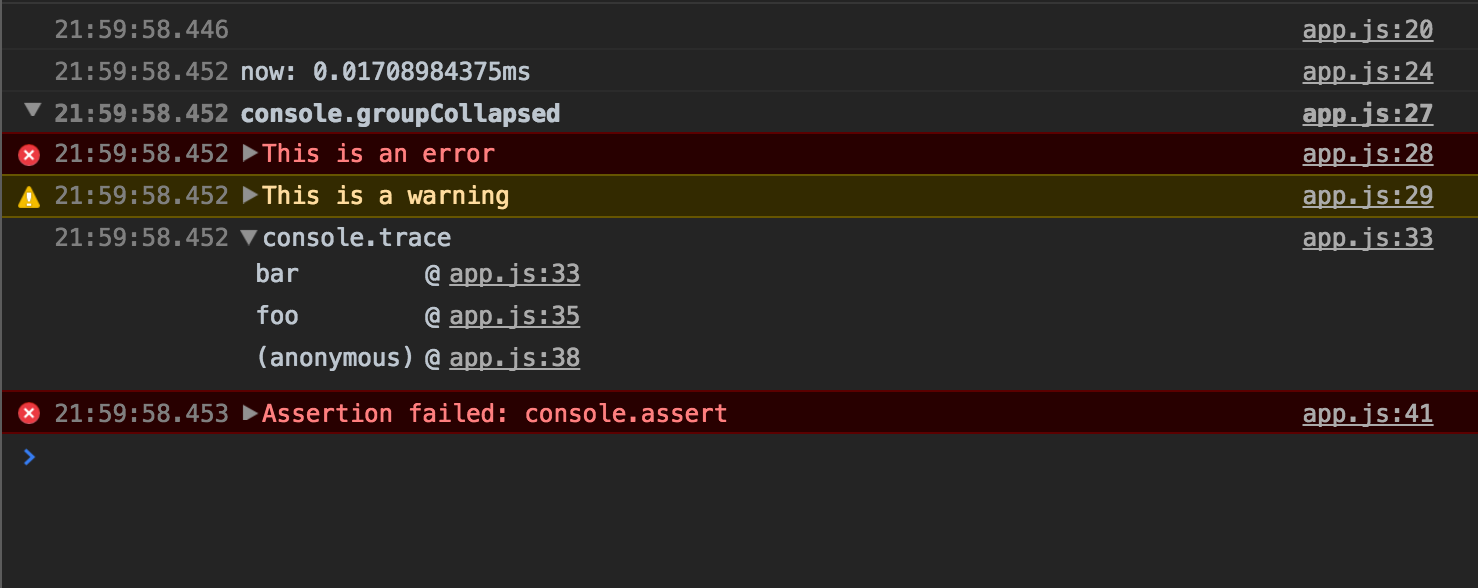 21:59:58.446 app.js:20
21:59:58.452 now: 0.01708984375ms app.js:24
21:59:58.452 console.groupCollapsed app.js:27
21:59:58.452 This is an error app.js:28
21:59:58.452 This is a warning app.js:29
21:59:58.452 console.trace app.js:33
bar @ app.js:33
foo @ app.js:35
(anonymous) @ app.js:38
21:59:58.453 Assertion failed: console.assert app.js:41